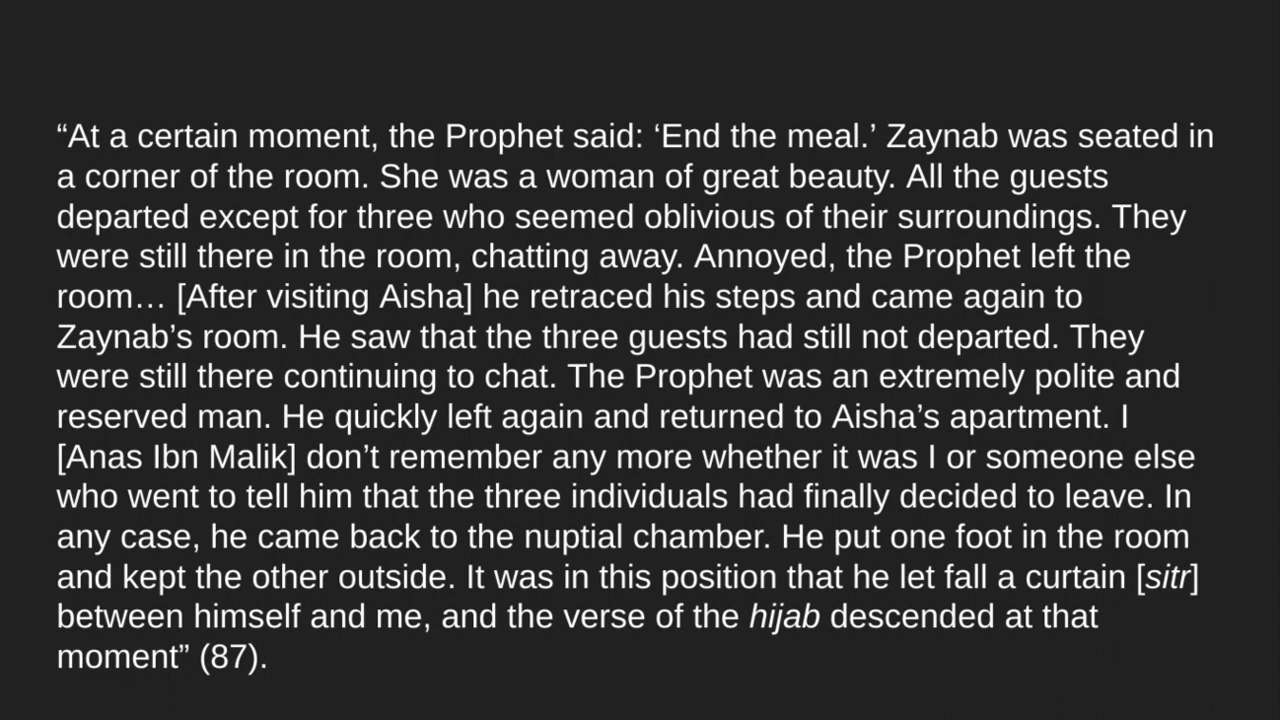 “At a certain moment, the Prophet said: ‘End the meal.’ Zaynab was seated in
a corner of the room. She was a woman of great beauty. All the guests
departed except for three who seemed oblivious of their surroundings. They
were still there in the room, chatting away. Annoyed, the Prophet left the
room… [After visiting Aisha] he retraced his steps and came again to
Zaynab’s room. He saw that the three guests had still not departed. They
were still there continuing to chat. The Prophet was an extremely polite and
reserved man. He quickly left again and returned to Aisha’s apartment. I
[Anas Ibn Malik] don’t remember any more whether it was I or someone else
who went to tell him that the three individuals had finally decided to leave. In
any case, he came back to the nuptial chamber. He put one foot in the room
and kept the other outside. It was in this position that he let fall a curtain [sitr]
between himself and me, and the verse of the hijab descended at that
moment” (87).